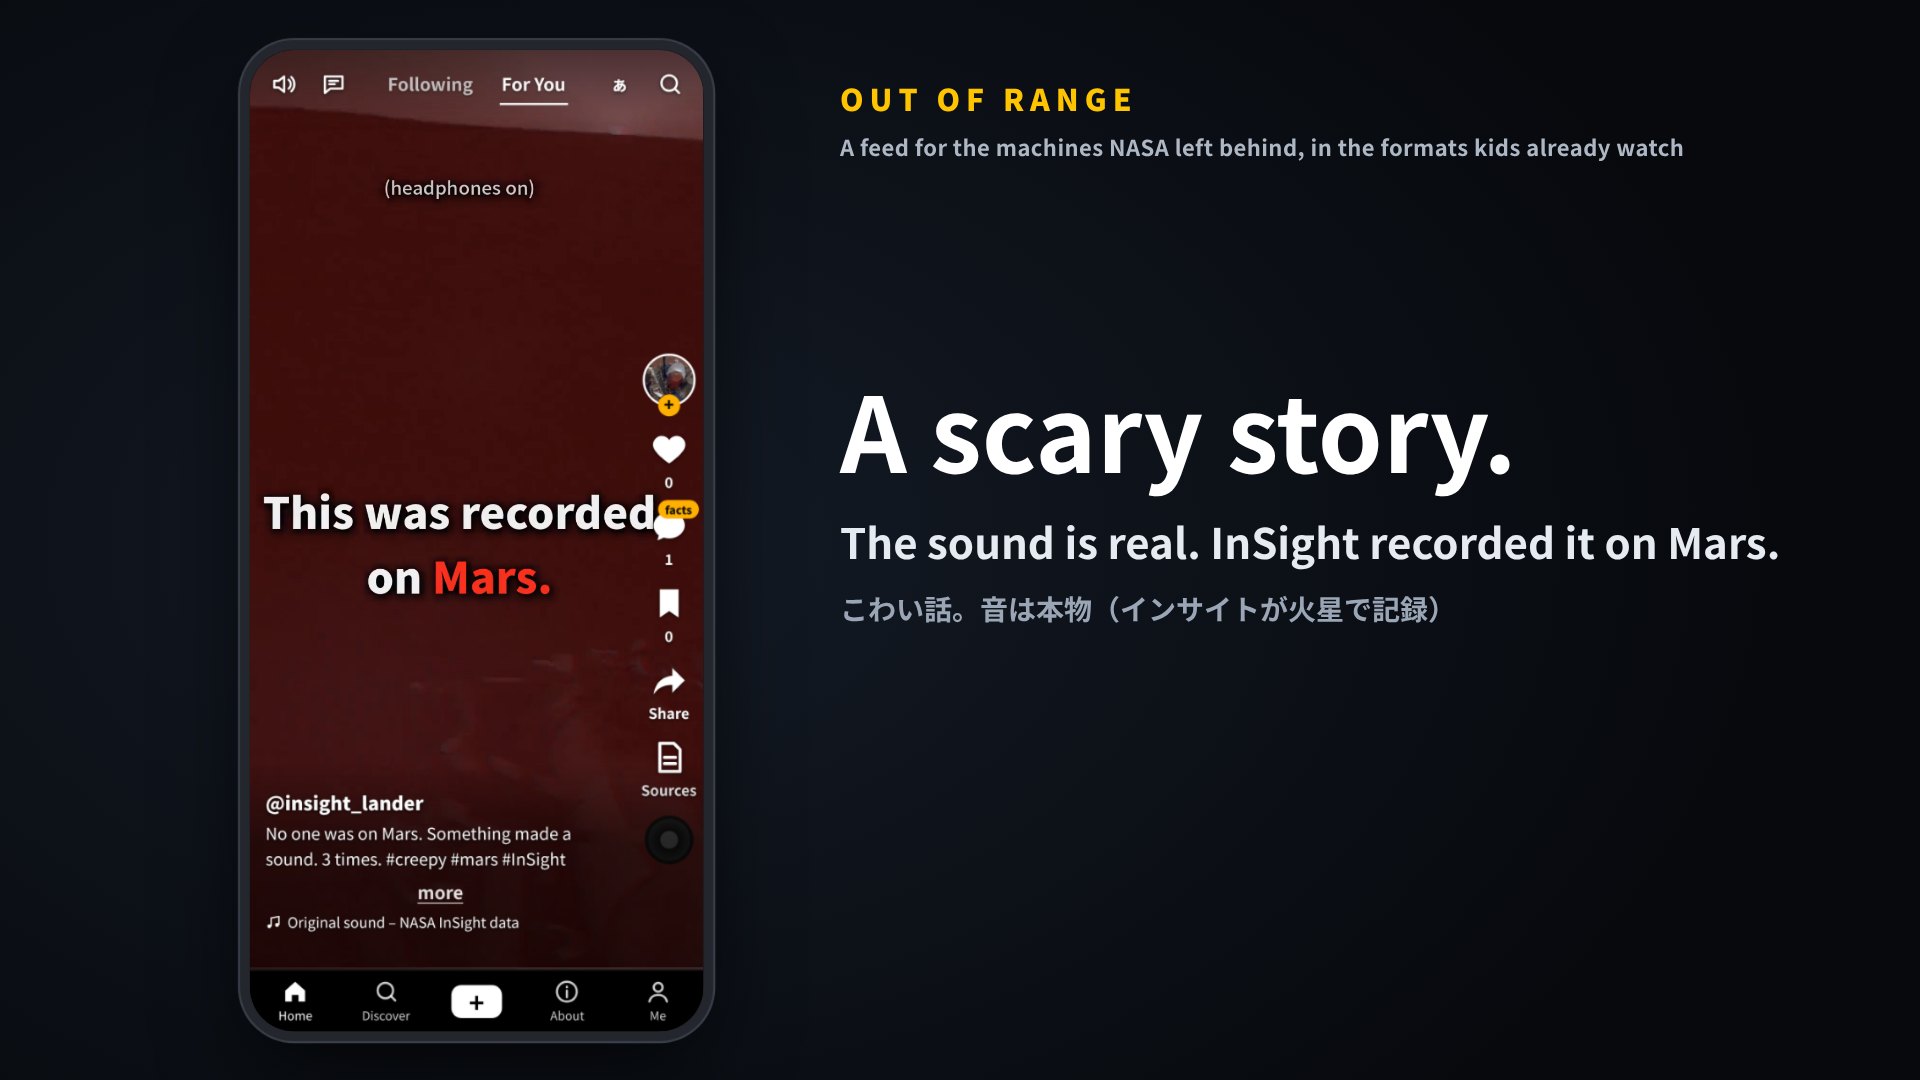 Following
For You
あ
(headphones on)
0
This was recorded
facts
1
on Mars.
0
Share
Sources
@insight_lander
No one was on Mars. Something made a
sound. 3 times. #creepy #mars #InSight
more
Original sound – NASA InSight data
Home
Discover
About
Me
OUT OF RANGE
A feed for the machines NASA left behind, in the formats kids already watch
A scary story.
The sound is real. InSight recorded it on Mars.
こわい話。音は本物（インサイトが火星で記録）